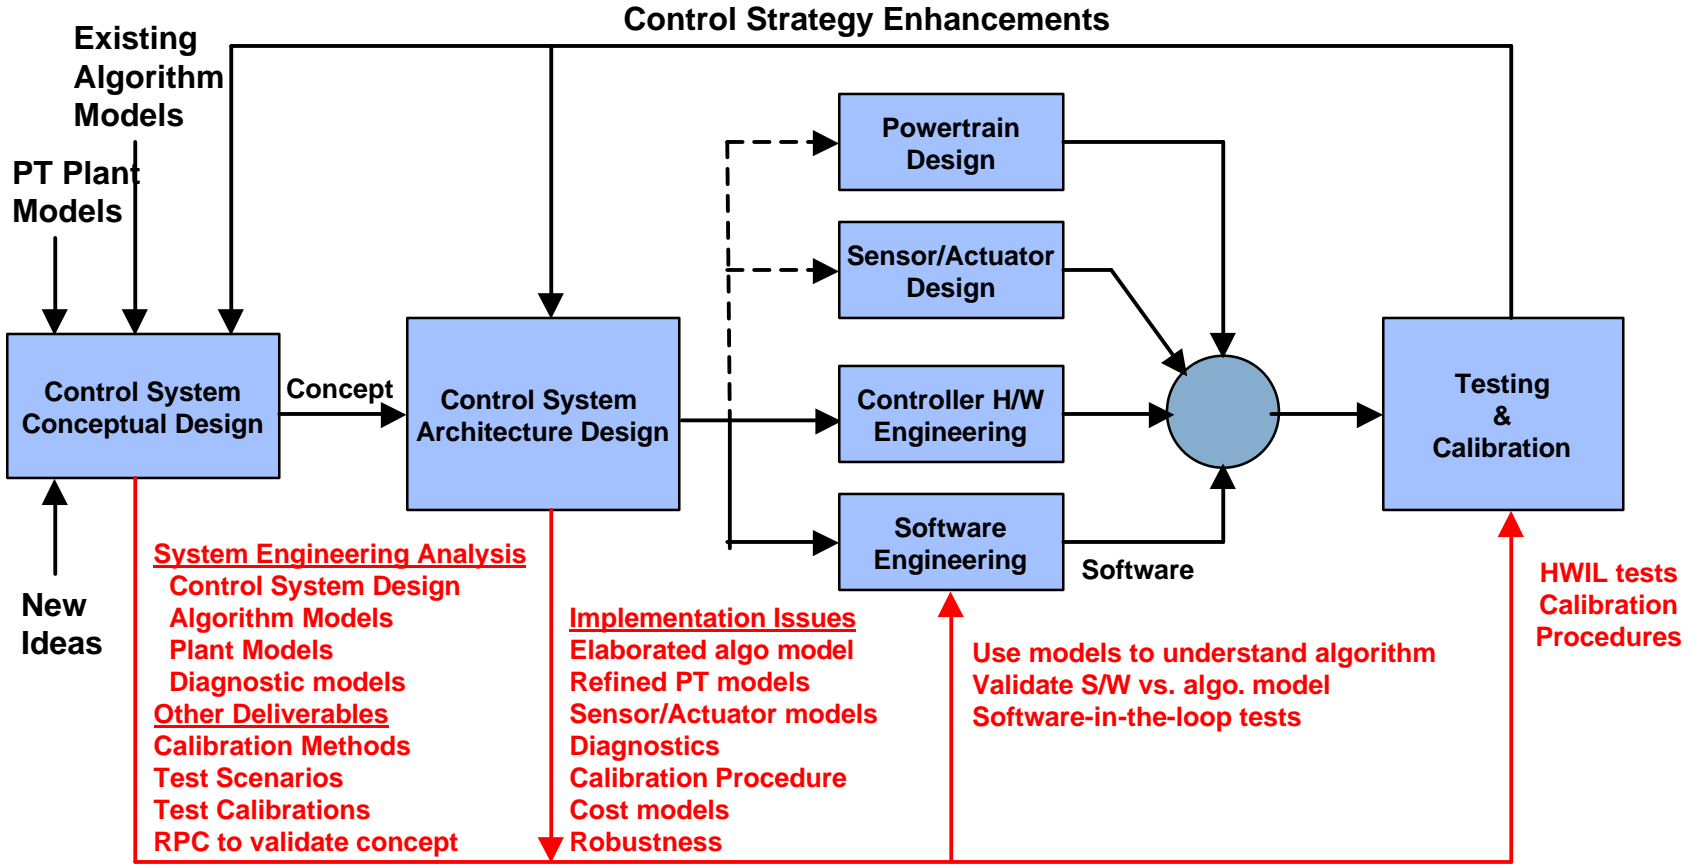 Control Strategy Enhancements
Existing
Algorithm
Models
PT Plant
Models
Control System
Conceptual Design
Concept
Control System
Architecture Design
Powertrain
Design
Sensor/Actuator
Design
Controller H/W
Engineering
Software
Engineering
Software
Testing
&
Calibration
New
Ideas
System Engineering Analysis
Control System Design
Algorithm Models
Plant Models
Diagnostic models
Other Deliverables
Calibration Methods
Test Scenarios
Test Calibrations
RPC to validate concept
Implementation Issues
Elaborated algo model
Refined PT models
Sensor/Actuator models
Diagnostics
Calibration Procedure
Cost models
Robustness
Use models to understand algorithm
Validate S/W vs. algo. model
Software-in-the-loop tests
HWIL tests
Calibration
Procedures